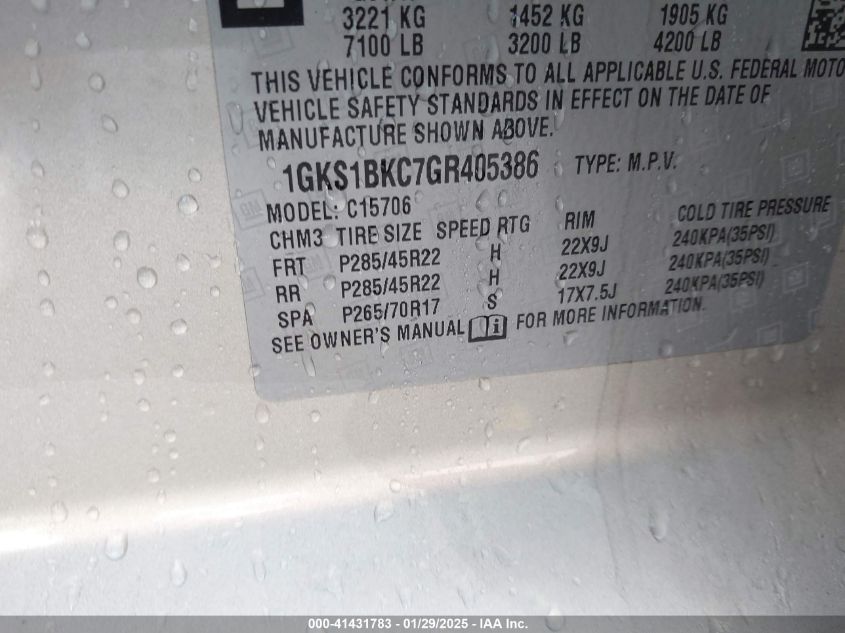 3221 KG 1452 KG 1905 KG
7100 LB 3200 LB 4200 LB
THIS VEHICLE CONFORMS TO ALL APPLICABLE U.S. FEDERAL MOTO
VEHICLE SAFETY STANDARDS IN EFFECT ON THE DATE OF
MANUFACTURE SHOWN ABOVE.
1GKS1BKC7GR405386 TYPE: M.P.V.
MODEL: C15706
CHM3 TIRE SIZE SPEED RTG RIM COLD TIRE PRESSURE
FRT P285/45R22 H 22X9J 240KPA(35PSI)
RR P285/45R22 H 22X9J 240KPA(35PSI)
SPA P265/70R17 S 17X7.5J 240KPA(35PSI)
SEE OWNER'S MANUAL FOR MORE INFORMATION.
000-41431783 - 01/29/2025 - IAA Inc.